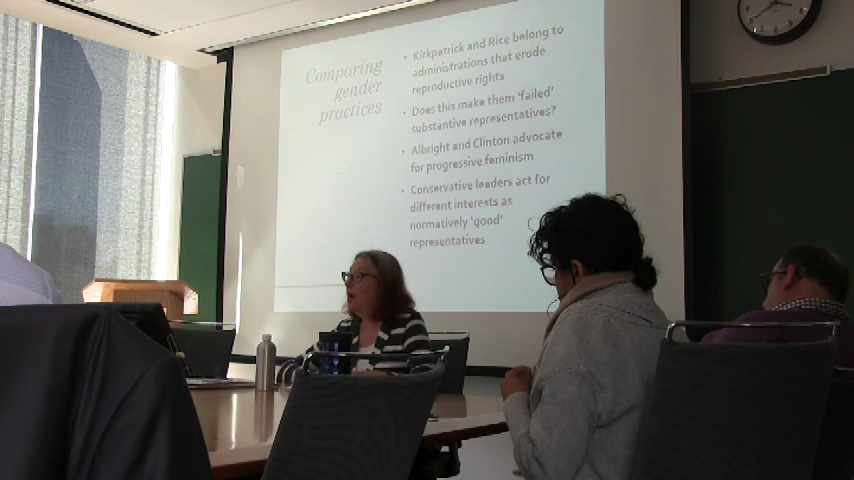 Comparing
gender
practices
• Kirkpatrick and Rice belong to
administrations that erode
reproductive rights
• Does this make them 'failed'
substantive representatives?
• Albright and Clinton advocate
for progressive feminism
• Conservative leaders act for
different interests as
normatively 'good'
representatives